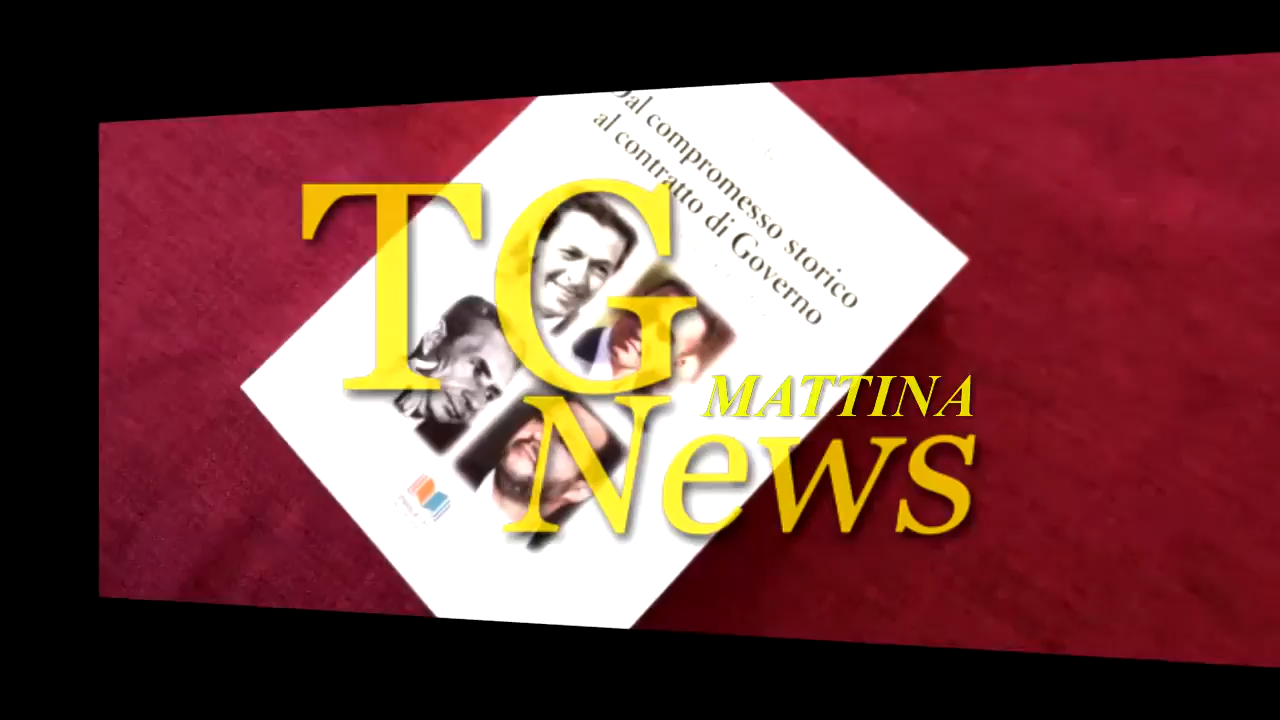 Dal compromesso storico
al contratto di Governo
TG
MATTINA
News